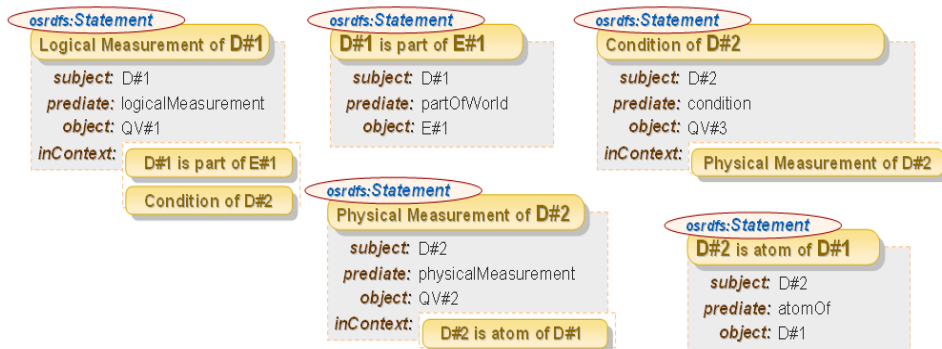 osrdfs:Statement
Logical Measurement of D#1
subject: D#1
prediate: logicalMeasurement
object: QV#1
inContext:
D#1 is part of E#1
Condition of D#2
osrdfs:Statement
D#1 is part of E#1
subject: D#1
prediate: partOfWorld
object: E#1
osrdfs:Statement
Condition of D#2
subject: D#2
prediate: condition
object: QV#3
inContext:
Physical Measurement of D#2
osrdfs:Statement
Physical Measurement of D#2
subject: D#2
prediate: physicalMeasurement
object: QV#2
inContext:
D#2 is atom of D#1
osrdfs:Statement
D#2 is atom of D#1
subject: D#2
prediate: atomOf
object: D#1